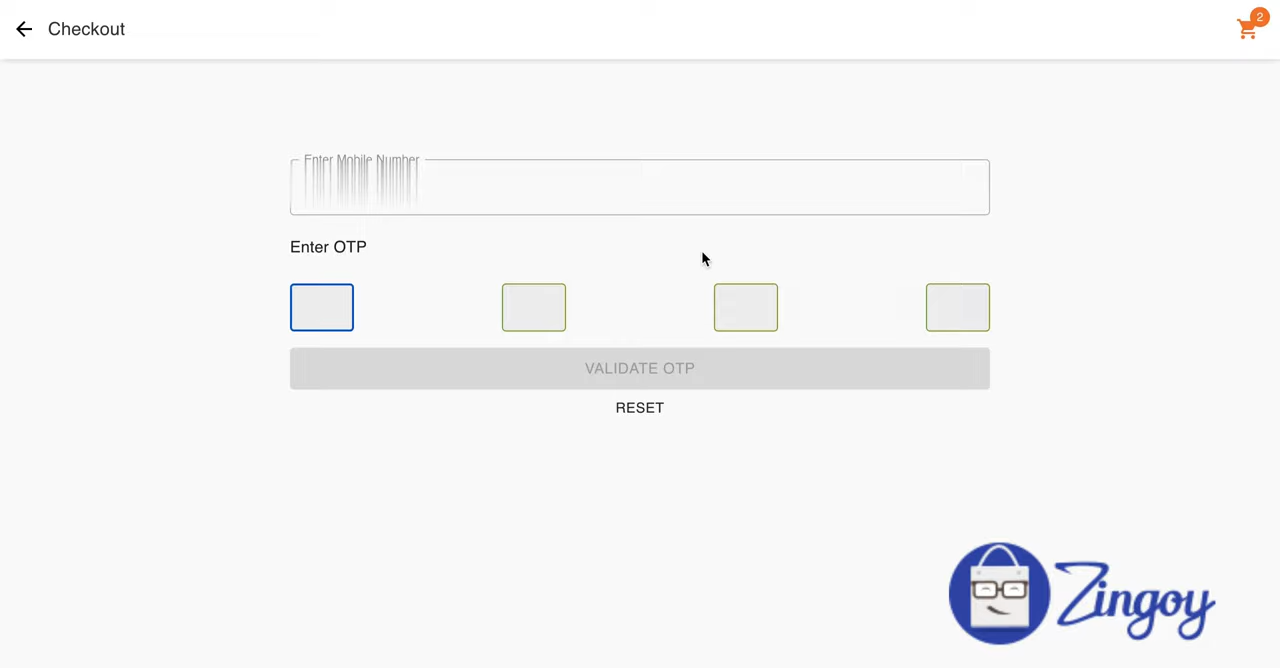 Checkout
2
Enter Mobile Number
Enter OTP
VALIDATE OTP
RESET
Zingoy